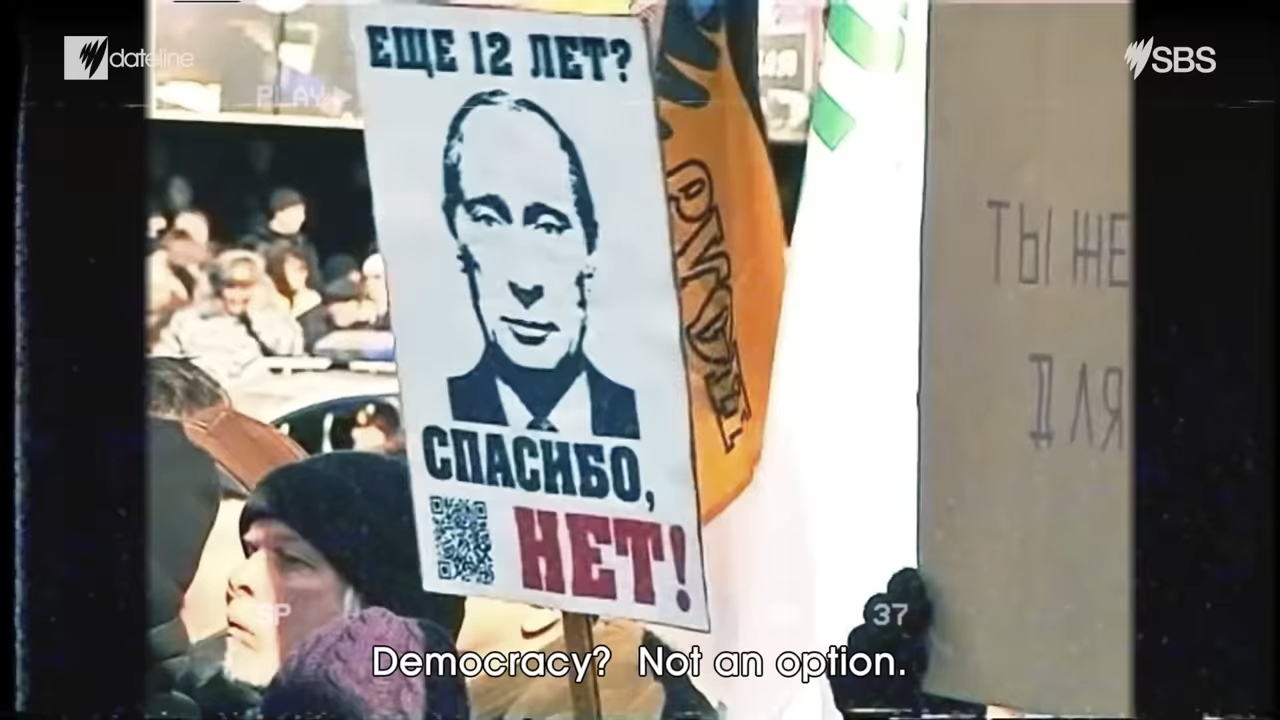 dateline
SBS
PLAY
ЕЩЕ 12 ЛЕТ?
СПАСИБО,
НЕТ!
ТЫ ЖЕ
ДЛЯ
SP
37
Democracy? Not an option.